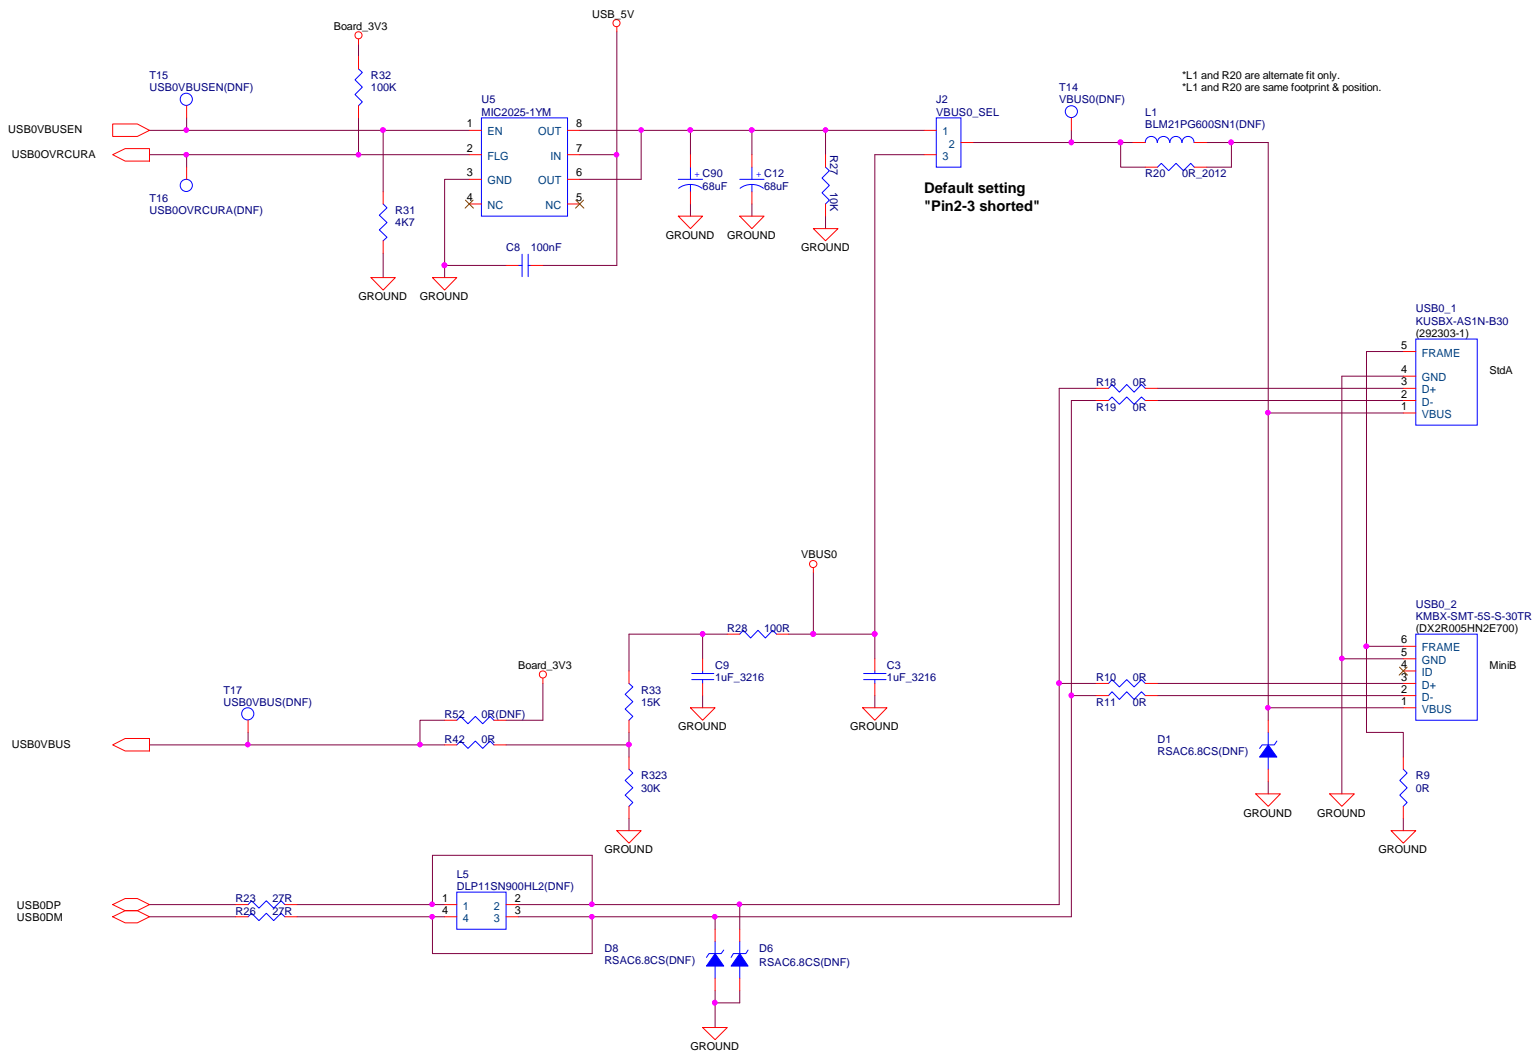 USB_5V
Board_3V3
T15
USB0VBUSEN(DNF)
R32
100K
U5
MIC2025-1YM
USB0VBUSEN
USB0OVRCURA
1 EN OUT 8
2 FLG IN 7
3 GND OUT 6
4 NC NC 5
T16
USB0OVRCURA(DNF)
R31
4K7
C8 100nF
GROUND
GROUND
C90
68uF
C12
68uF
R27
10K
GROUND
GROUND
GROUND
J2
VBUS0_SEL
1
2
3
Default setting
"Pin2-3 shorted"
T14
VBUS0(DNF)
*L1 and R20 are alternate fit only.
*L1 and R20 are same footprint & position.
L1
BLM21PG600SN1(DNF)
R20 0R_2012
USB0_1
KUSBX-AS1N-B30
(292303-1)
5 FRAME
4 GND
3 D+
2 D-
1 VBUS
StdA
R18 0R
R19 0R
VBUS0
R28 100R
C9
1uF_3216
C3
1uF_3216
GROUND
GROUND
Board_3V3
T17
USB0VBUS(DNF)
R52 0R(DNF)
R42 0R
R33
15K
USB0VBUS
R323
30K
GROUND
USB0_2
KMBX-SMT-5S-S-30TR
(DX2R005HN2E700)
6 FRAME
5 GND
4 ID
3 D+
2 D-
1 VBUS
MiniB
R10 0R
R11 0R
D1
RSAC6.8CS(DNF)
R9
0R
GROUND
GROUND
GROUND
L5
DLP11SN900HL2(DNF)
USB0DP
USB0DM
R23 27R
R26 27R
1 1 2 2
4 4 3 3
D8
RSAC6.8CS(DNF)
D6
RSAC6.8CS(DNF)
GROUND